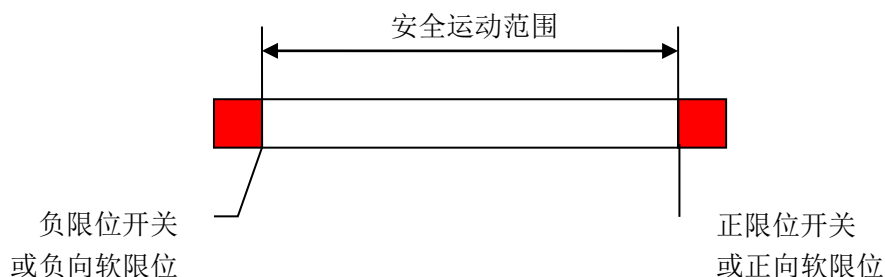 安全运动范围
负限位开关
或负向软限位
正限位开关
或正向软限位